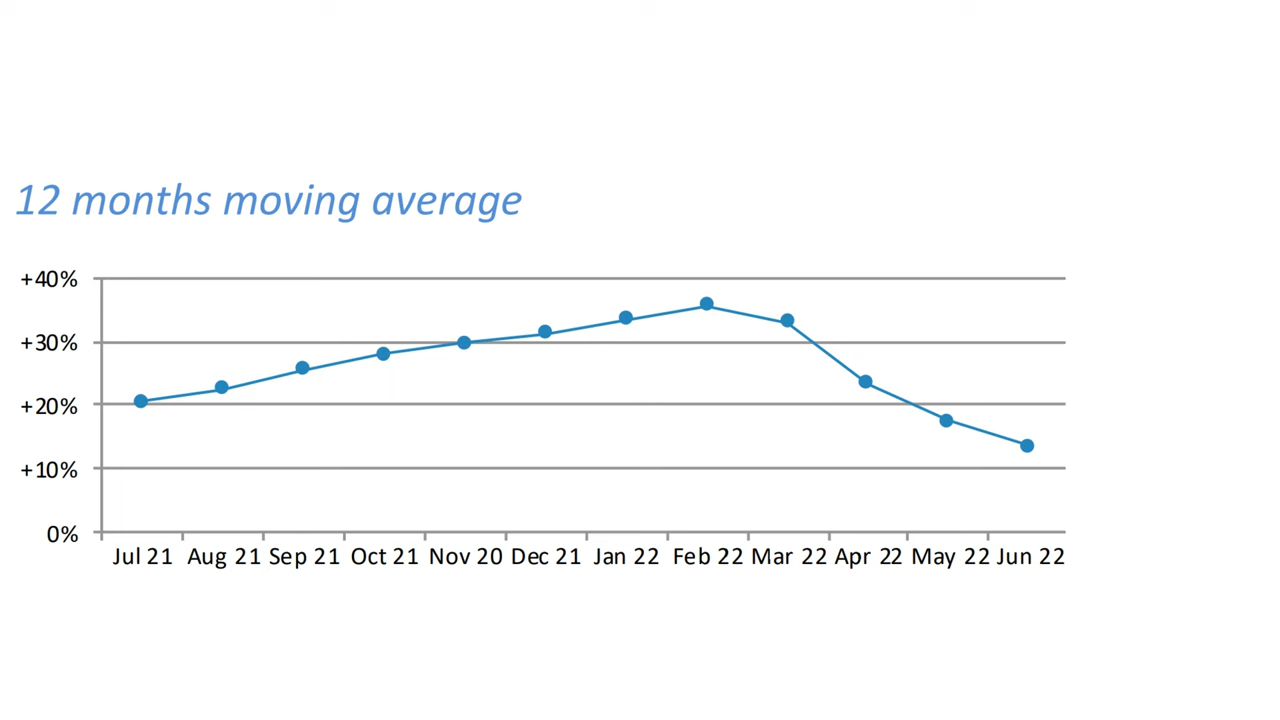 12 months moving average
+40%
+30%
+20%
+10%
0%
Jul 21 Aug 21 Sep 21 Oct 21 Nov 20 Dec 21 Jan 22 Feb 22 Mar 22 Apr 22 May 22 Jun 22